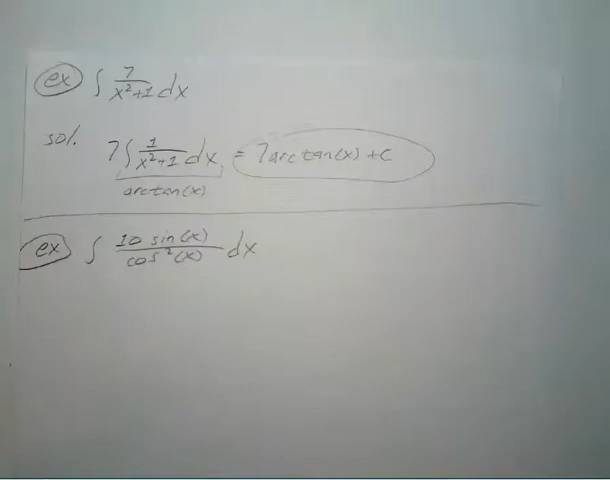 ex ∫ 7/(x²+1) dx
sol. 7∫ 1/(x²+1) dx = 7arctan(x) + C
arctan(x)
ex ∫ 10 sin(x)/cos²(x) dx